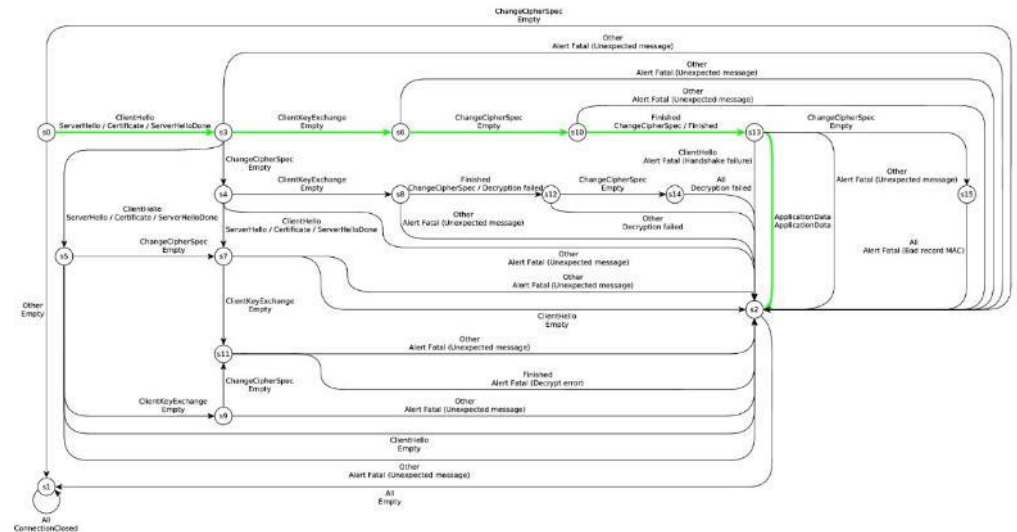 ChangeCipherSpec
Empty
Other
Alert Fatal (Unexpected message)
Other
Alert Fatal (Unexpected message)
Other
Alert Fatal (Unexpected message)
ClientHello
ServerHello / Certificate / ServerHelloDone
ClientKeyExchange
Empty
ChangeCipherSpec
Empty
Finished
ChangeCipherSpec / Finished
ChangeCipherSpec
Empty
s0
s3
s6
s10
s13
ChangeCipherSpec
Empty
ClientHello
Alert Fatal (Handshake failure)
ClientKeyExchange
Empty
Finished
ChangeCipherSpec / Decryption failed
ChangeCipherSpec
Empty
All
Decryption failed
Other
Alert Fatal (Unexpected message)
s4
s8
s12
s14
s15
ClientHello
ServerHello / Certificate / ServerHelloDone
ClientHello
ServerHello / Certificate / ServerHelloDone
Other
Alert Fatal (Unexpected message)
Other
Decryption failed
ApplicationData
ApplicationData
ChangeCipherSpec
Empty
s5
s7
Other
Alert Fatal (Unexpected message)
All
Alert Fatal (Bad record MAC)
Other
Alert Fatal (Unexpected message)
Other
Empty
ClientKeyExchange
Empty
ClientHello
Empty
s2
Other
Alert Fatal (Unexpected message)
s11
Finished
Alert Fatal (Decrypt error)
ChangeCipherSpec
Empty
ClientKeyExchange
Empty
s9
Other
Alert Fatal (Unexpected message)
ClientHello
Empty
Other
Alert Fatal (Unexpected message)
s1
All
Empty
All
ConnectionClosed